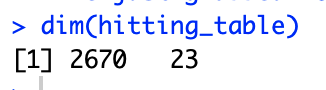 > dim(hitting_table)
[1] 2670   23
>